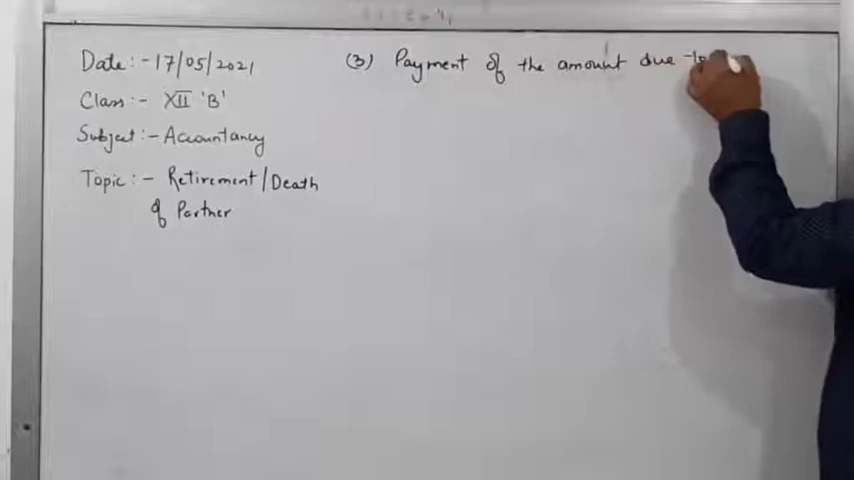 Date :- 17/05/2021
Class :- XII 'B'
Subject :- Accountancy
Topic :- Retirement/Death
of Partner
(3) Payment of the amount due to